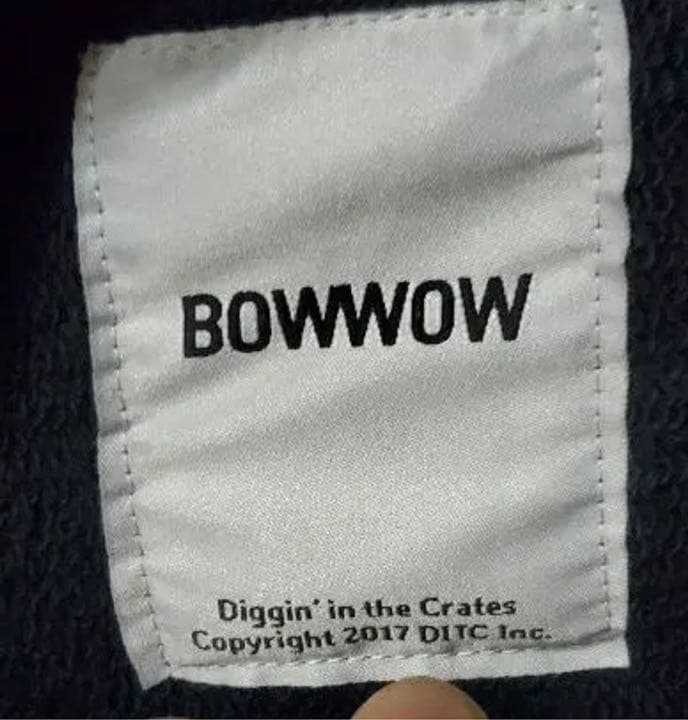 BOWWOW
Diggin' in the Crates
Copyright 2017 DITC Inc.